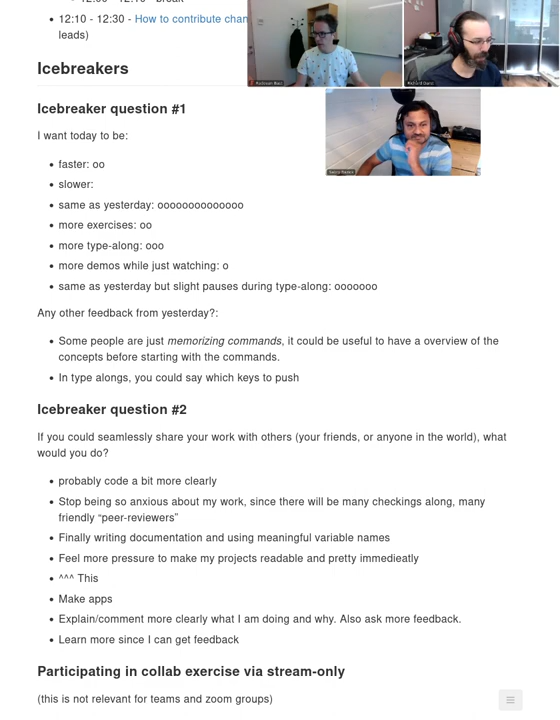 12:10 - 12:30 - How to contribute chan
leads)
Icebreakers
Icebreaker question #1
I want today to be:
faster: oo
slower:
same as yesterday: oooooooooooooo
more exercises: oo
more type-along: ooo
more demos while just watching: o
same as yesterday but slight pauses during type-along: ooooooo
Any other feedback from yesterday?:
Some people are just memorizing commands, it could be useful to have a overview of the
concepts before starting with the commands.
In type alongs, you could say which keys to push
Icebreaker question #2
If you could seamlessly share your work with others (your friends, or anyone in the world), what
would you do?
probably code a bit more clearly
Stop being so anxious about my work, since there will be many checkings along, many
friendly “peer-reviewers”
Finally writing documentation and using meaningful variable names
Feel more pressure to make my projects readable and pretty immedieatly
^^^ This
Make apps
Explain/comment more clearly what I am doing and why. Also ask more feedback.
Learn more since I can get feedback
Participating in collab exercise via stream-only
(this is not relevant for teams and zoom groups)